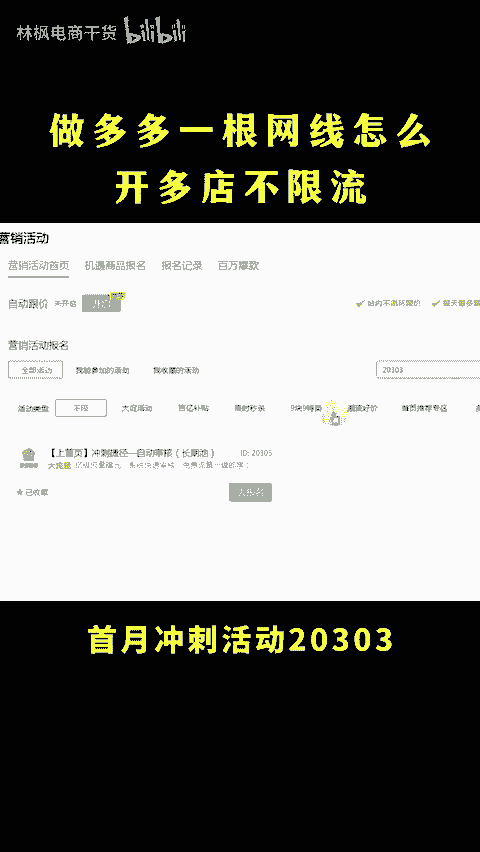 林枫电商干货 bilibili
做多多一根网线怎么
开多店不限流
营销活动
营销活动首页 机遇商品报名 报名记录 百万爆款
自动跟价 未开启
营销活动报名
全部活动 我能参加的活动 我收藏的活动 20303
活动类型 不限 大促活动 百亿补贴 限时秒杀 9块9特卖 首页推荐专区
【上首页】冲刺捷径—自动审核（长期池） ID: 20303
已收藏 去报名
首月冲刺活动20303